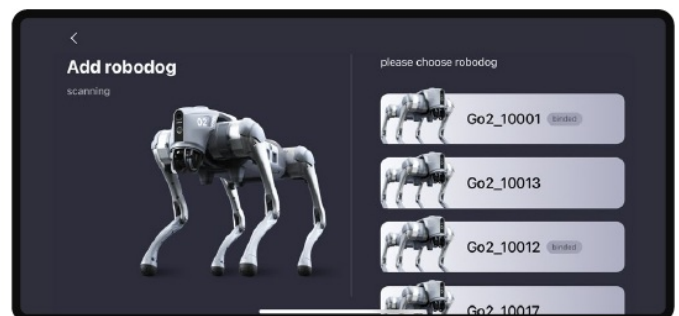 Add robodog
scanning
please choose robodog
Go2_10001 binded
Go2_10013
Go2_10012 binded
Go2_10017